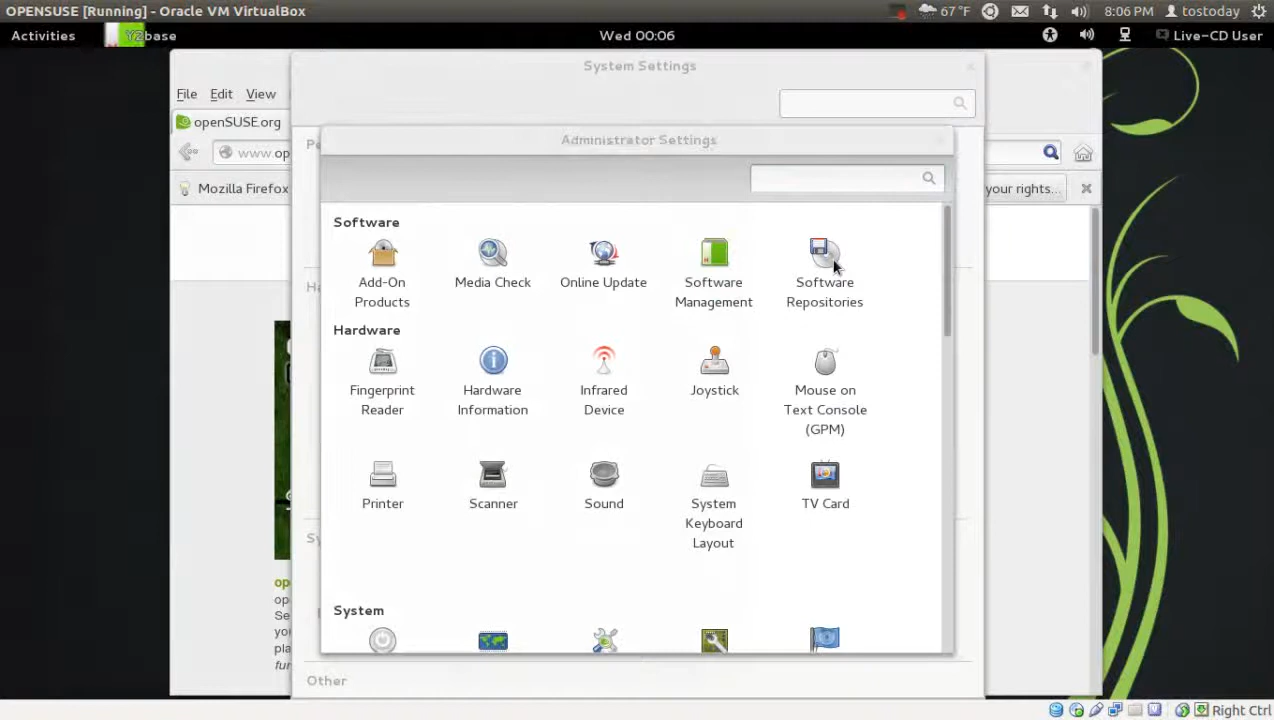 OPENSUSE [Running] - Oracle VM VirtualBox
67 °F
8:06 PM
tostoday
Activities
Y2base
Wed 00:06
Live-CD User
System Settings
File Edit View
openSUSE.org
Administrator Settings
www.op
Mozilla Firefox
your rights...
Software
Add-On
Products
Media Check
Online Update
Software
Management
Software
Repositories
Hardware
Fingerprint
Reader
Hardware
Information
Infrared
Device
Joystick
Mouse on
Text Console
(GPM)
Printer
Scanner
Sound
System
Keyboard
Layout
TV Card
System
Other
Right Ctrl